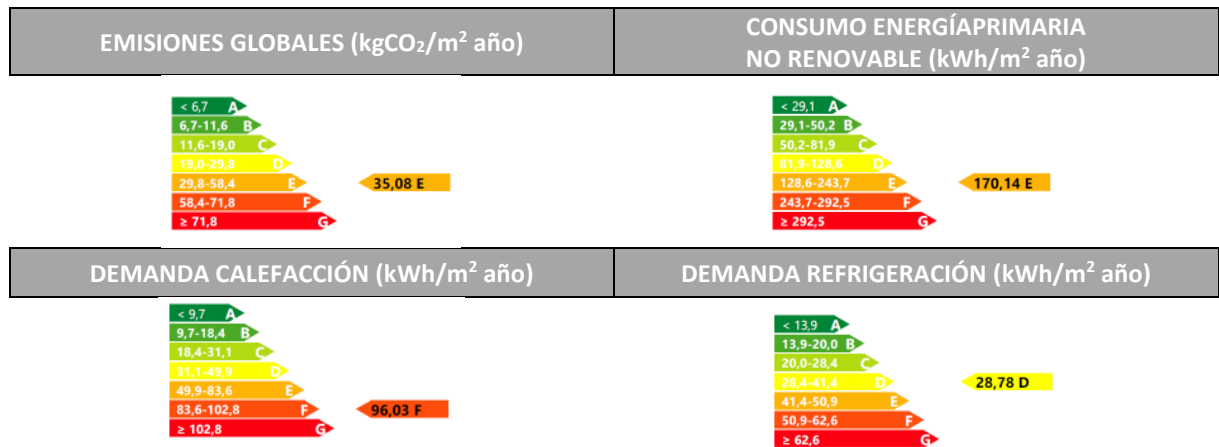 EMISIONES GLOBALES (kgCO₂/m² año)
CONSUMO ENERGÍAPRIMARIA
NO RENOVABLE (kWh/m² año)
< 6,7 A
6,7-11,6 B
11,6-19,0 C
19,0-29,8 D
29,8-58,4 E
35,08 E
58,4-71,8 F
≥ 71,8 G
< 29,1 A
29,1-50,2 B
50,2-81,9 C
81,9-128,6 D
128,6-243,7 E
170,14 E
243,7-292,5 F
≥ 292,5 G
DEMANDA CALEFACCIÓN (kWh/m² año)
DEMANDA REFRIGERACIÓN (kWh/m² año)
< 9,7 A
9,7-18,4 B
18,4-31,1 C
31,1-49,9 D
49,9-83,6 E
83,6-102,8 F
96,03 F
≥ 102,8 G
< 13,9 A
13,9-20,0 B
20,0-28,4 C
28,4-41,4 D
28,78 D
41,4-50,9 E
50,9-62,6 F
≥ 62,6 G